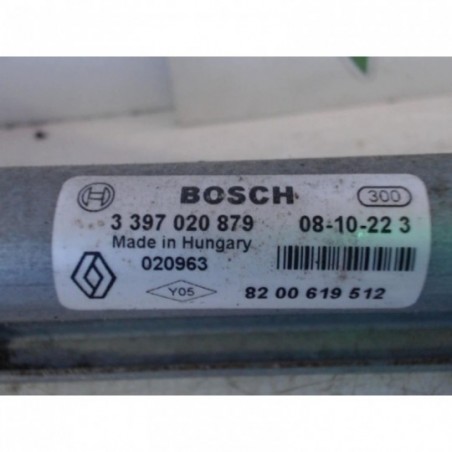 BOSCH 300
3 397 020 879 08-10-22 3
Made in Hungary
020963
Y05 82 00 619 512